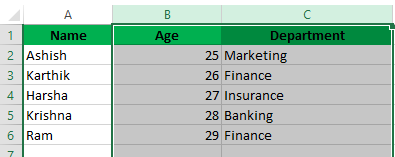 A B C
1 Name Age Department
2 Ashish 25 Marketing
3 Karthik 26 Finance
4 Harsha 27 Insurance
5 Krishna 28 Banking
6 Ram 29 Finance
7